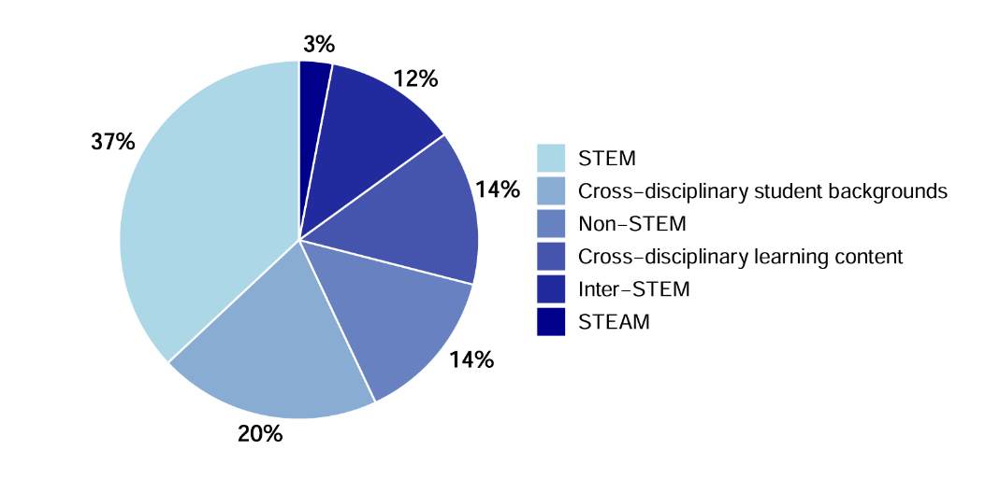 3%
12%
37%
14%
14%
20%
STEM
Cross−disciplinary student backgrounds
Non−STEM
Cross−disciplinary learning content
Inter−STEM
STEAM